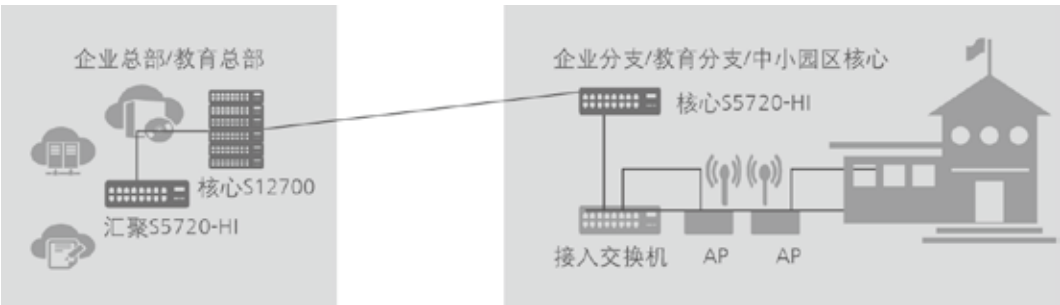 企业总部/教育总部
核心S12700
汇聚S5720-HI
企业分支/教育分支/中小园区核心
核心S5720-HI
接入交换机
AP
AP